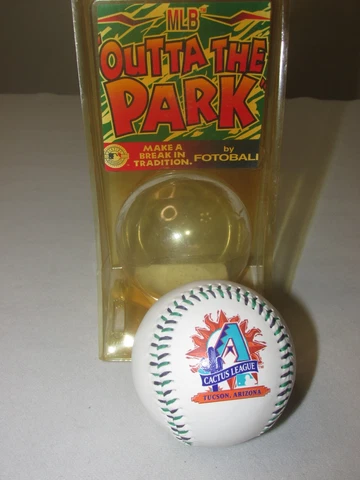 MLB
"OUTTA THE
PARK"
MAKE A
BREAK IN
TRADITION.
by
FOTOBALL
A
CACTUS LEAGUE
TUCSON, ARIZONA